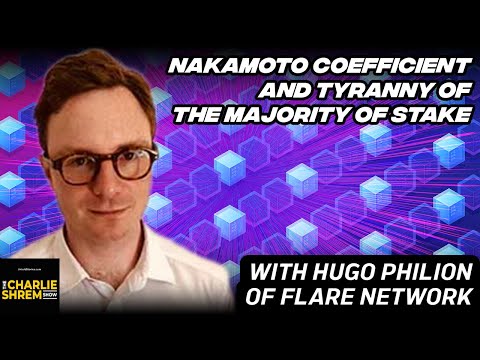 NAKAMOTO COEFFICIENT
AND TYRANNY OF
THE MAJORITY OF STAKE
THE
CHARLIE
SHREM
SHOW
WITH HUGO PHILION
OF FLARE NETWORK